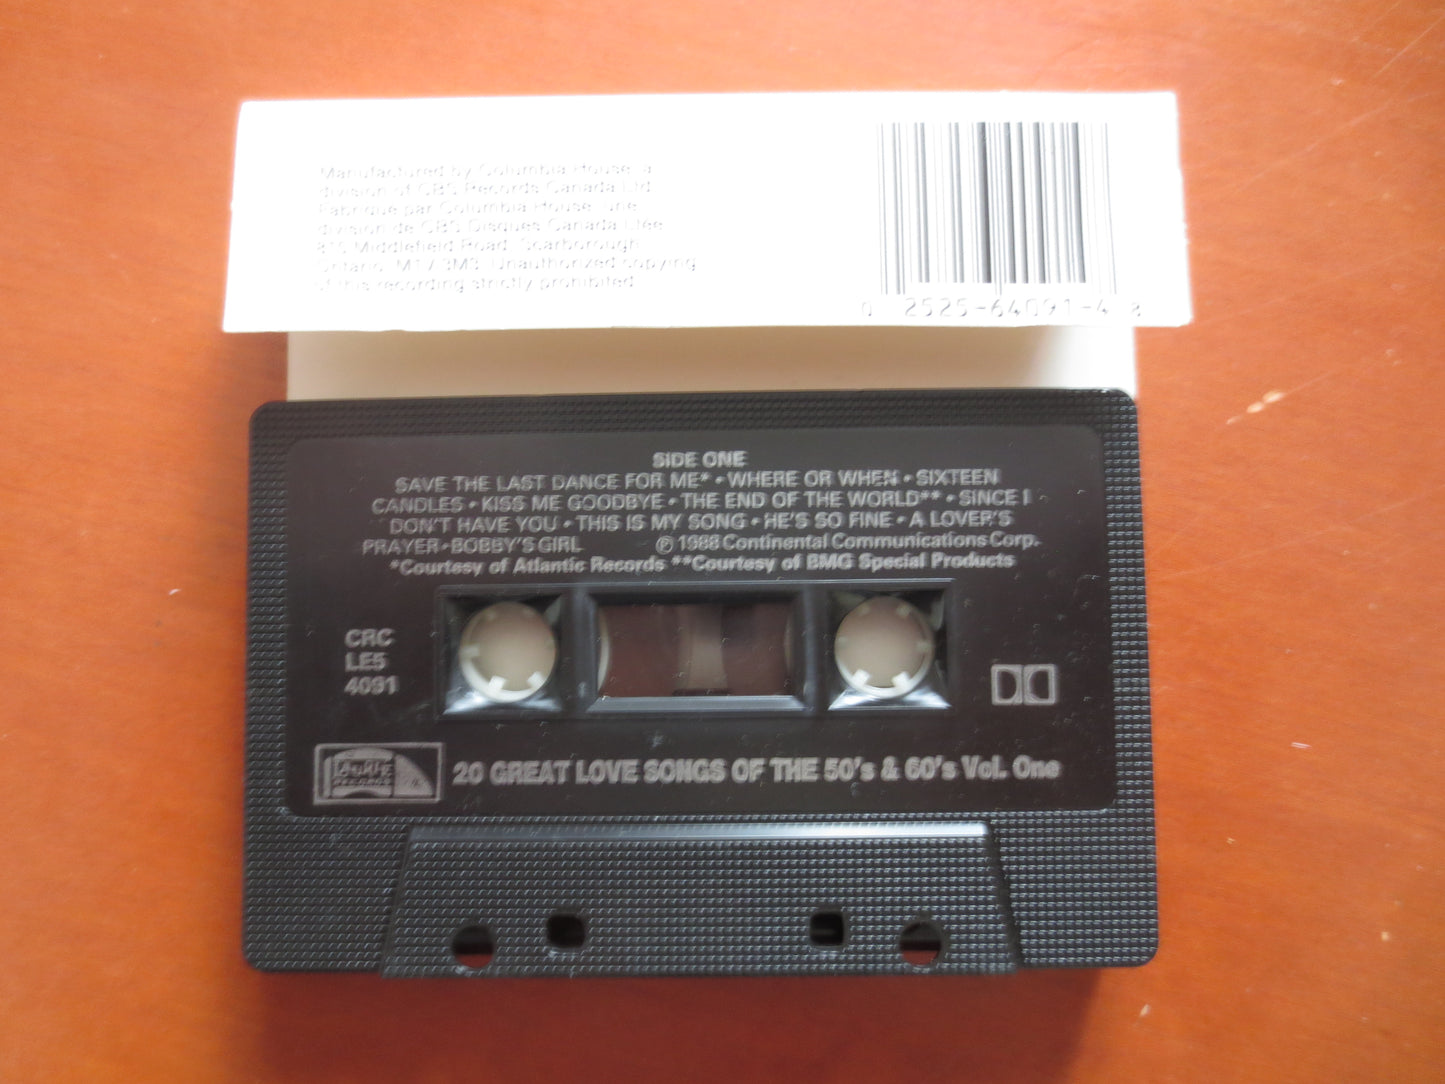 Manufactured by Columbia House, a
division of CBS Records Canada Ltd.
Fabriqué par Columbia House, une
division de CBS Disques Canada Ltée
Middlefield Road, Scarborough
Ontario, M1V Unauthorized copying
of this recording strictly prohibited
0 2525-64091-4 8
SIDE ONE
SAVE THE LAST DANCE FOR ME* • WHERE OR WHEN • SIXTEEN
CANDLES • KISS ME GOODBYE • THE END OF THE WORLD** • SINCE I
DON'T HAVE YOU • THIS IS MY SONG • HE'S SO FINE • A LOVER'S
PRAYER • BOBBY'S GIRL ℗ 1988 Continental Communications Corp.
*Courtesy of Atlantic Records **Courtesy of BMG Special Products
CRC
LE5
4091
LAURIE
RECORDS
20 GREAT LOVE SONGS OF THE 50's & 60's Vol. One